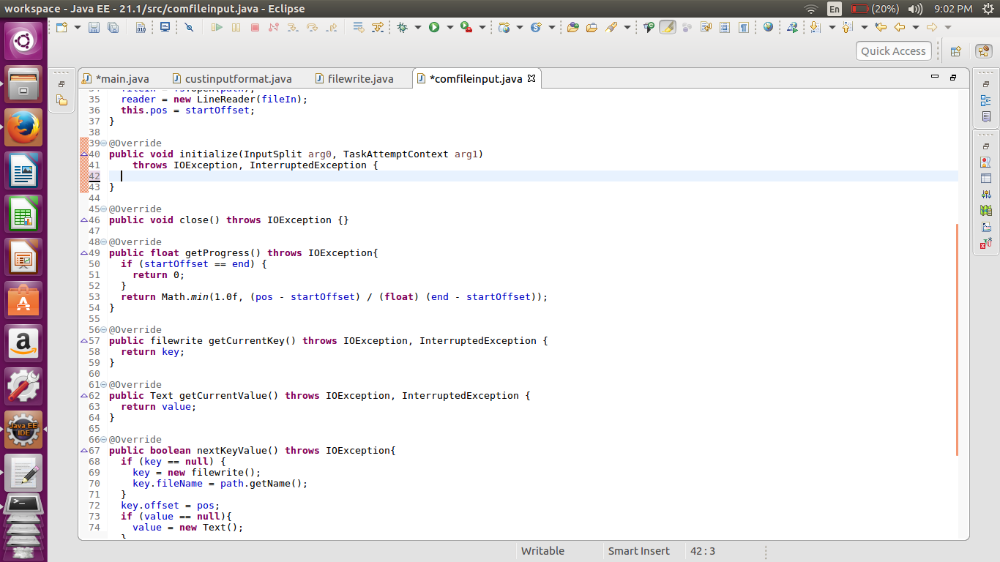 workspace - Java EE - 21.1/src/comfileinput.java - Eclipse
En (20%) 9:02 PM
Quick Access
*main.java custinputformat.java filewrite.java *comfileinput.java
34 fileIn = fs.open(path);
35 reader = new LineReader(fileIn);
36 this.pos = startOffset;
37 }
38
39 @Override
40 public void initialize(InputSplit arg0, TaskAttemptContext arg1)
41 throws IOException, InterruptedException {
42
43 }
44
45 @Override
46 public void close() throws IOException {}
47
48 @Override
49 public float getProgress() throws IOException{
50 if (startOffset == end) {
51 return 0;
52 }
53 return Math.min(1.0f, (pos - startOffset) / (float) (end - startOffset));
54 }
55
56 @Override
57 public filewrite getCurrentKey() throws IOException, InterruptedException {
58 return key;
59 }
60
61 @Override
62 public Text getCurrentValue() throws IOException, InterruptedException {
63 return value;
64 }
65
66 @Override
67 public boolean nextKeyValue() throws IOException{
68 if (key == null) {
69 key = new filewrite();
70 key.fileName = path.getName();
71 }
72 key.offset = pos;
73 if (value == null){
74 value = new Text();
}
Java EE
IDE
Writable Smart Insert 42 : 3